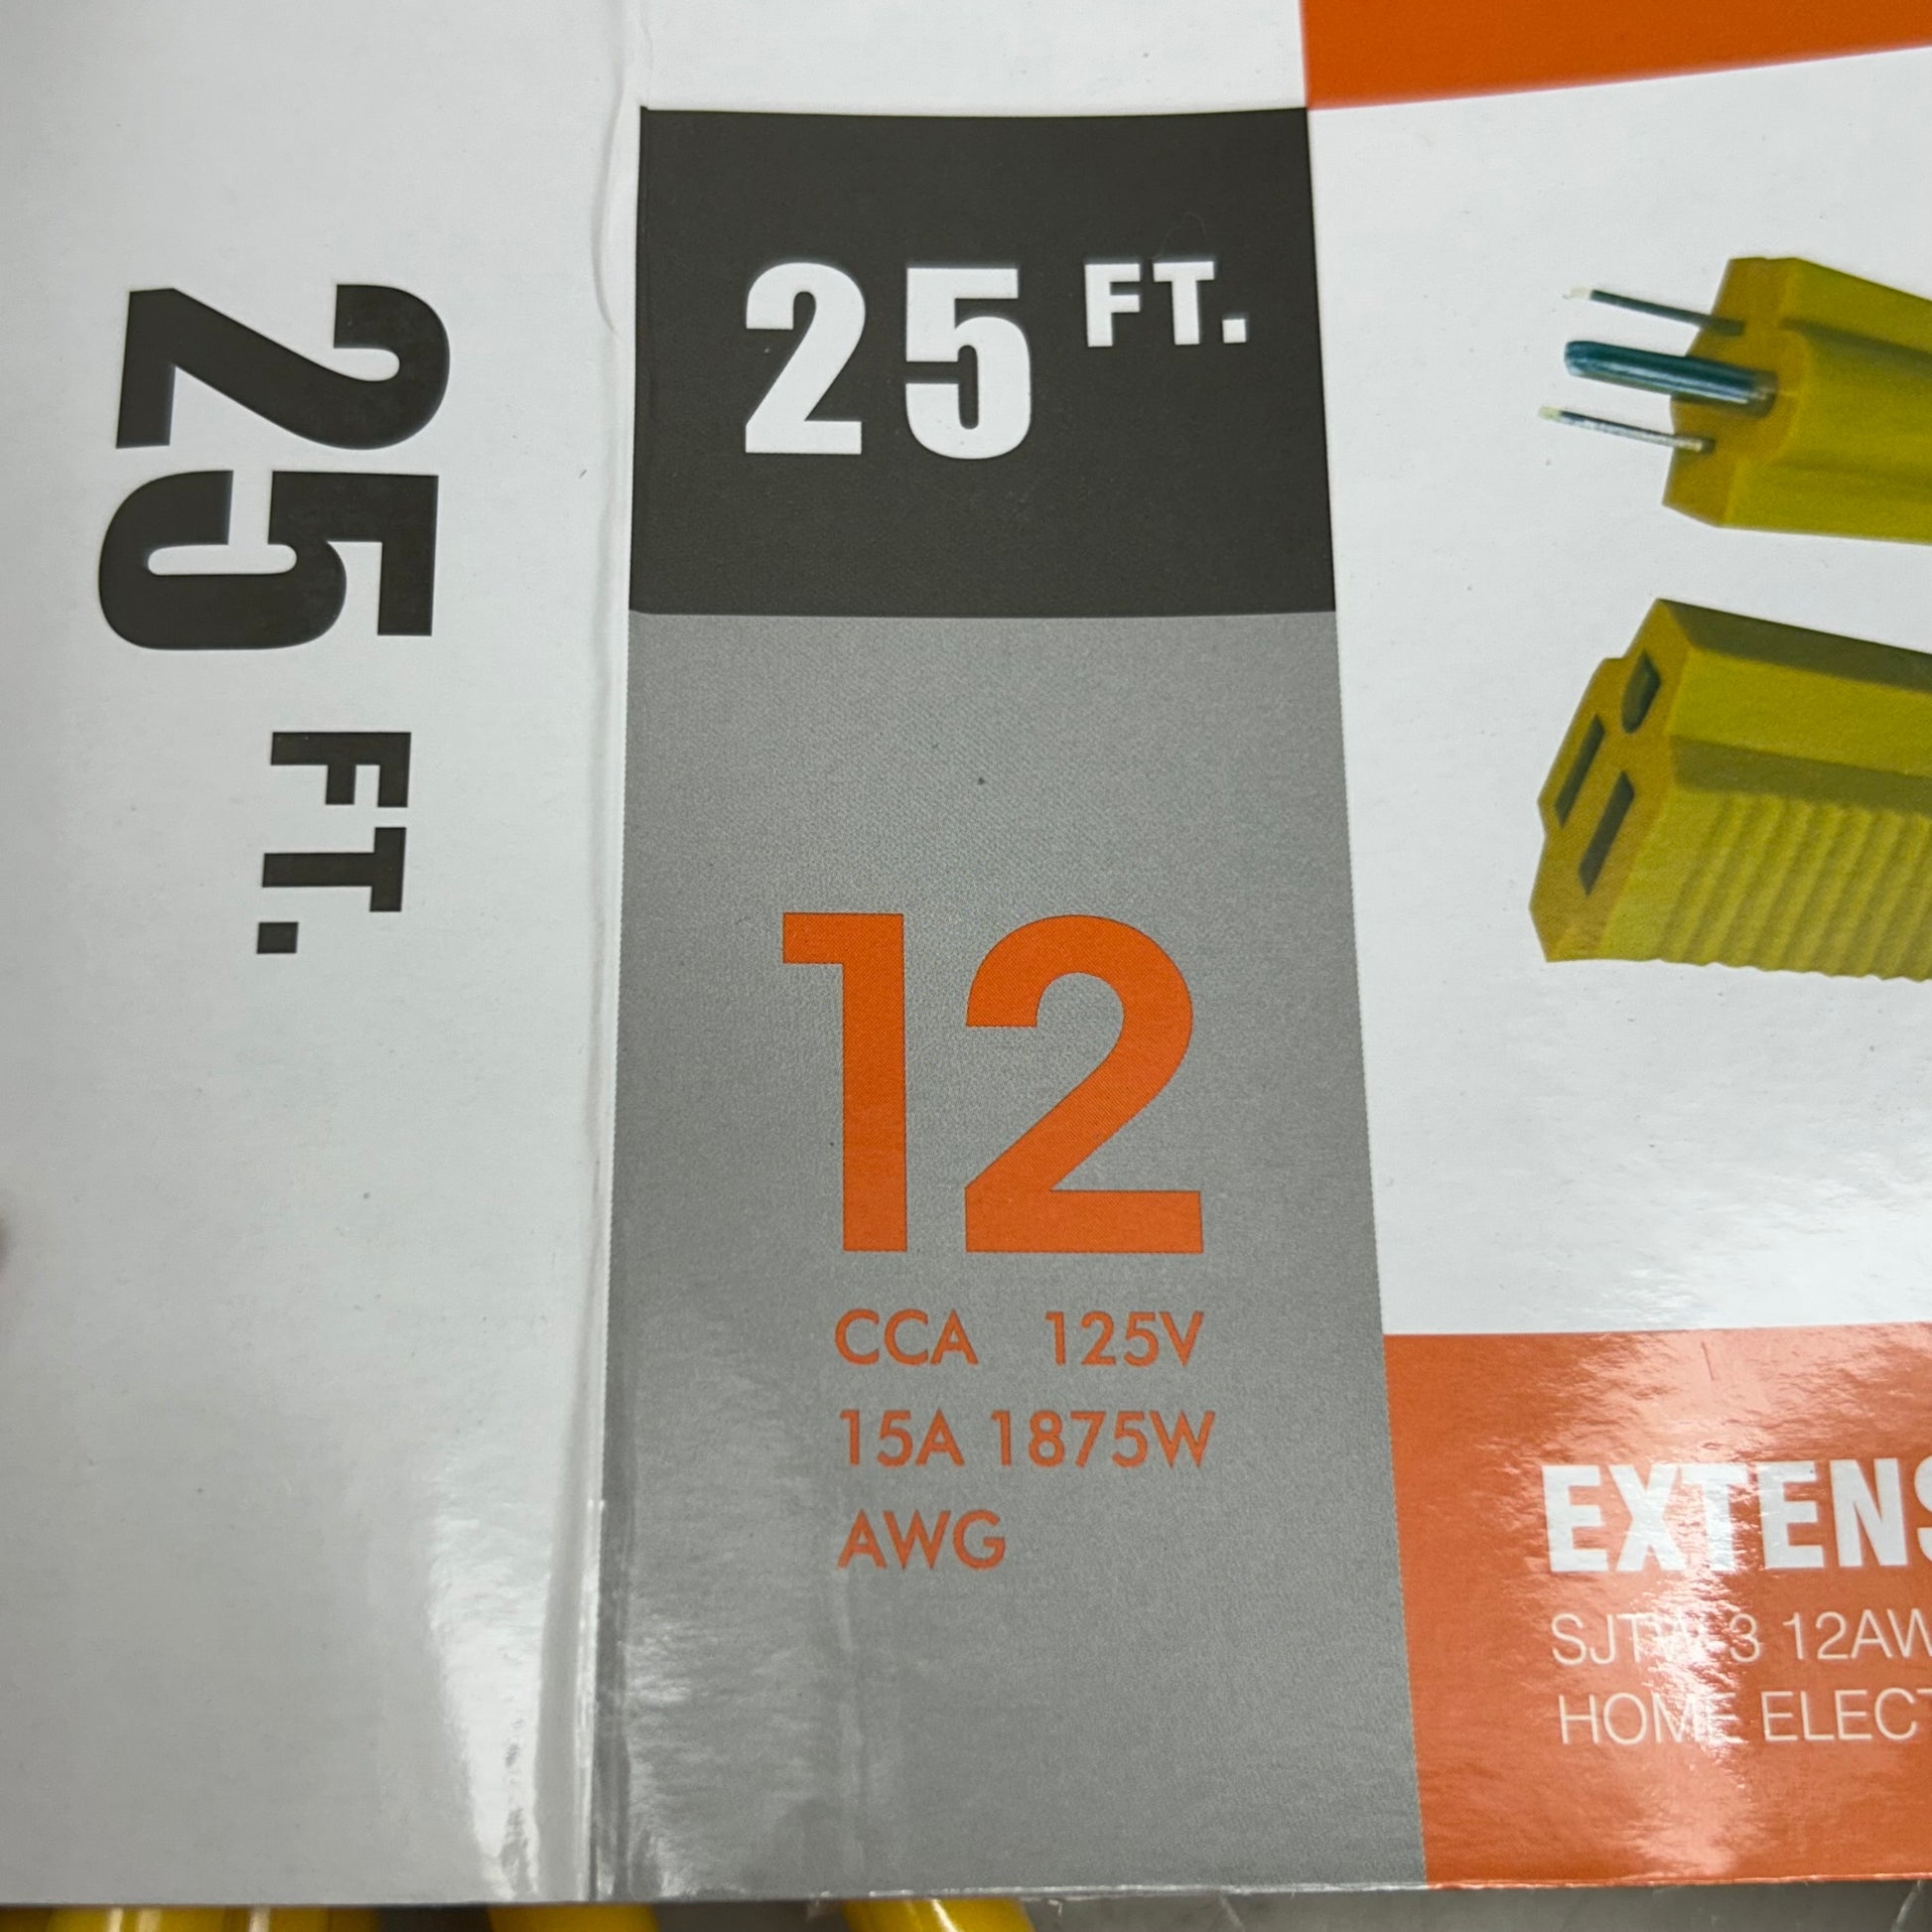 25 FT.
25 FT.
12
CCA 125V
15A 1875W
AWG
EXTENS
SJTW 3 12AW
HOME ELECT